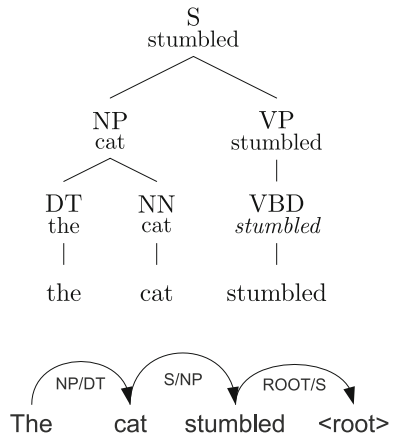 S
stumbled
NP VP
cat stumbled
DT NN VBD
the cat stumbled
the cat stumbled
NP/DT S/NP ROOT/S
The cat stumbled <root>